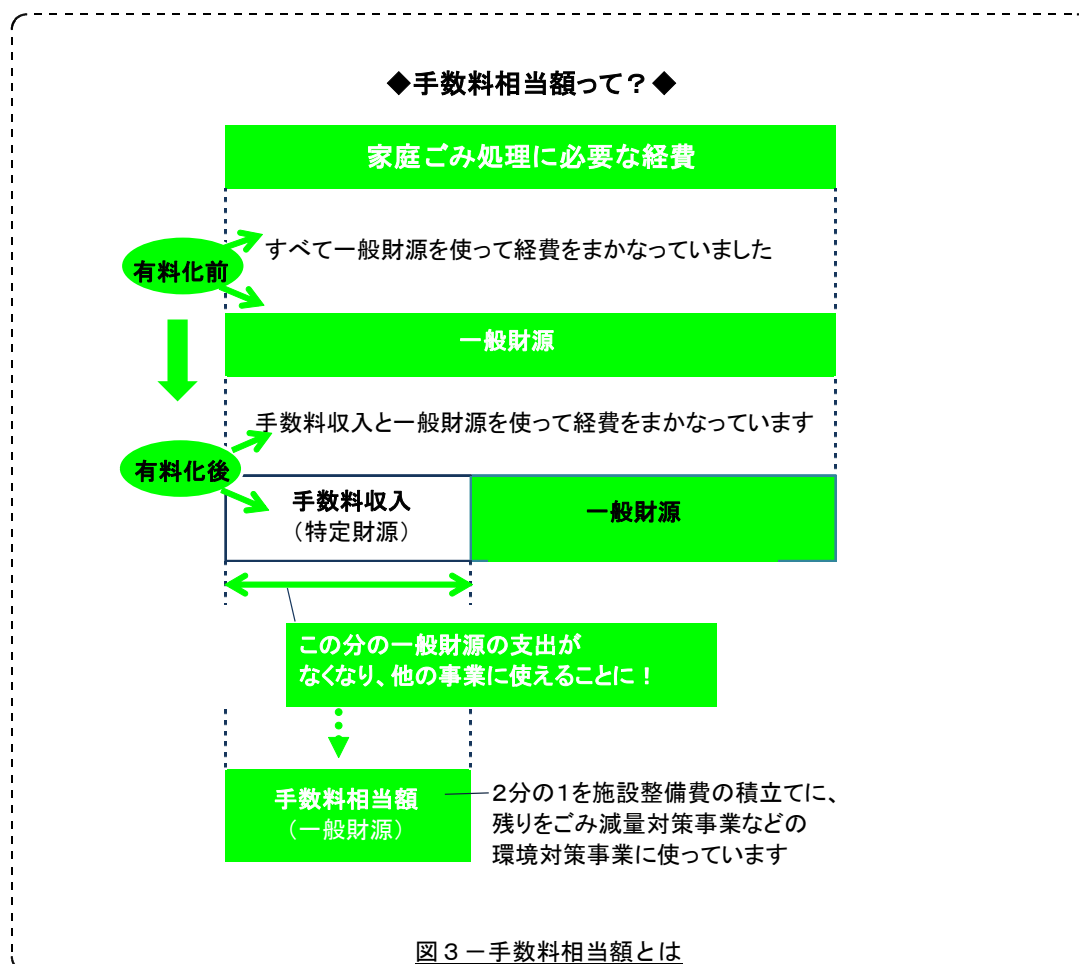 ◆手数料相当額って？◆
家庭ごみ処理に必要な経費
すべて一般財源を使って経費をまかなっていました
有料化前
一般財源
手数料収入と一般財源を使って経費をまかなっています
有料化後
手数料収入
（特定財源）
一般財源
この分の一般財源の支出が
なくなり、他の事業に使えることに！
手数料相当額
（一般財源）
２分の１を施設整備費の積立てに、
残りをごみ減量対策事業などの
環境対策事業に使っています
図３－手数料相当額とは